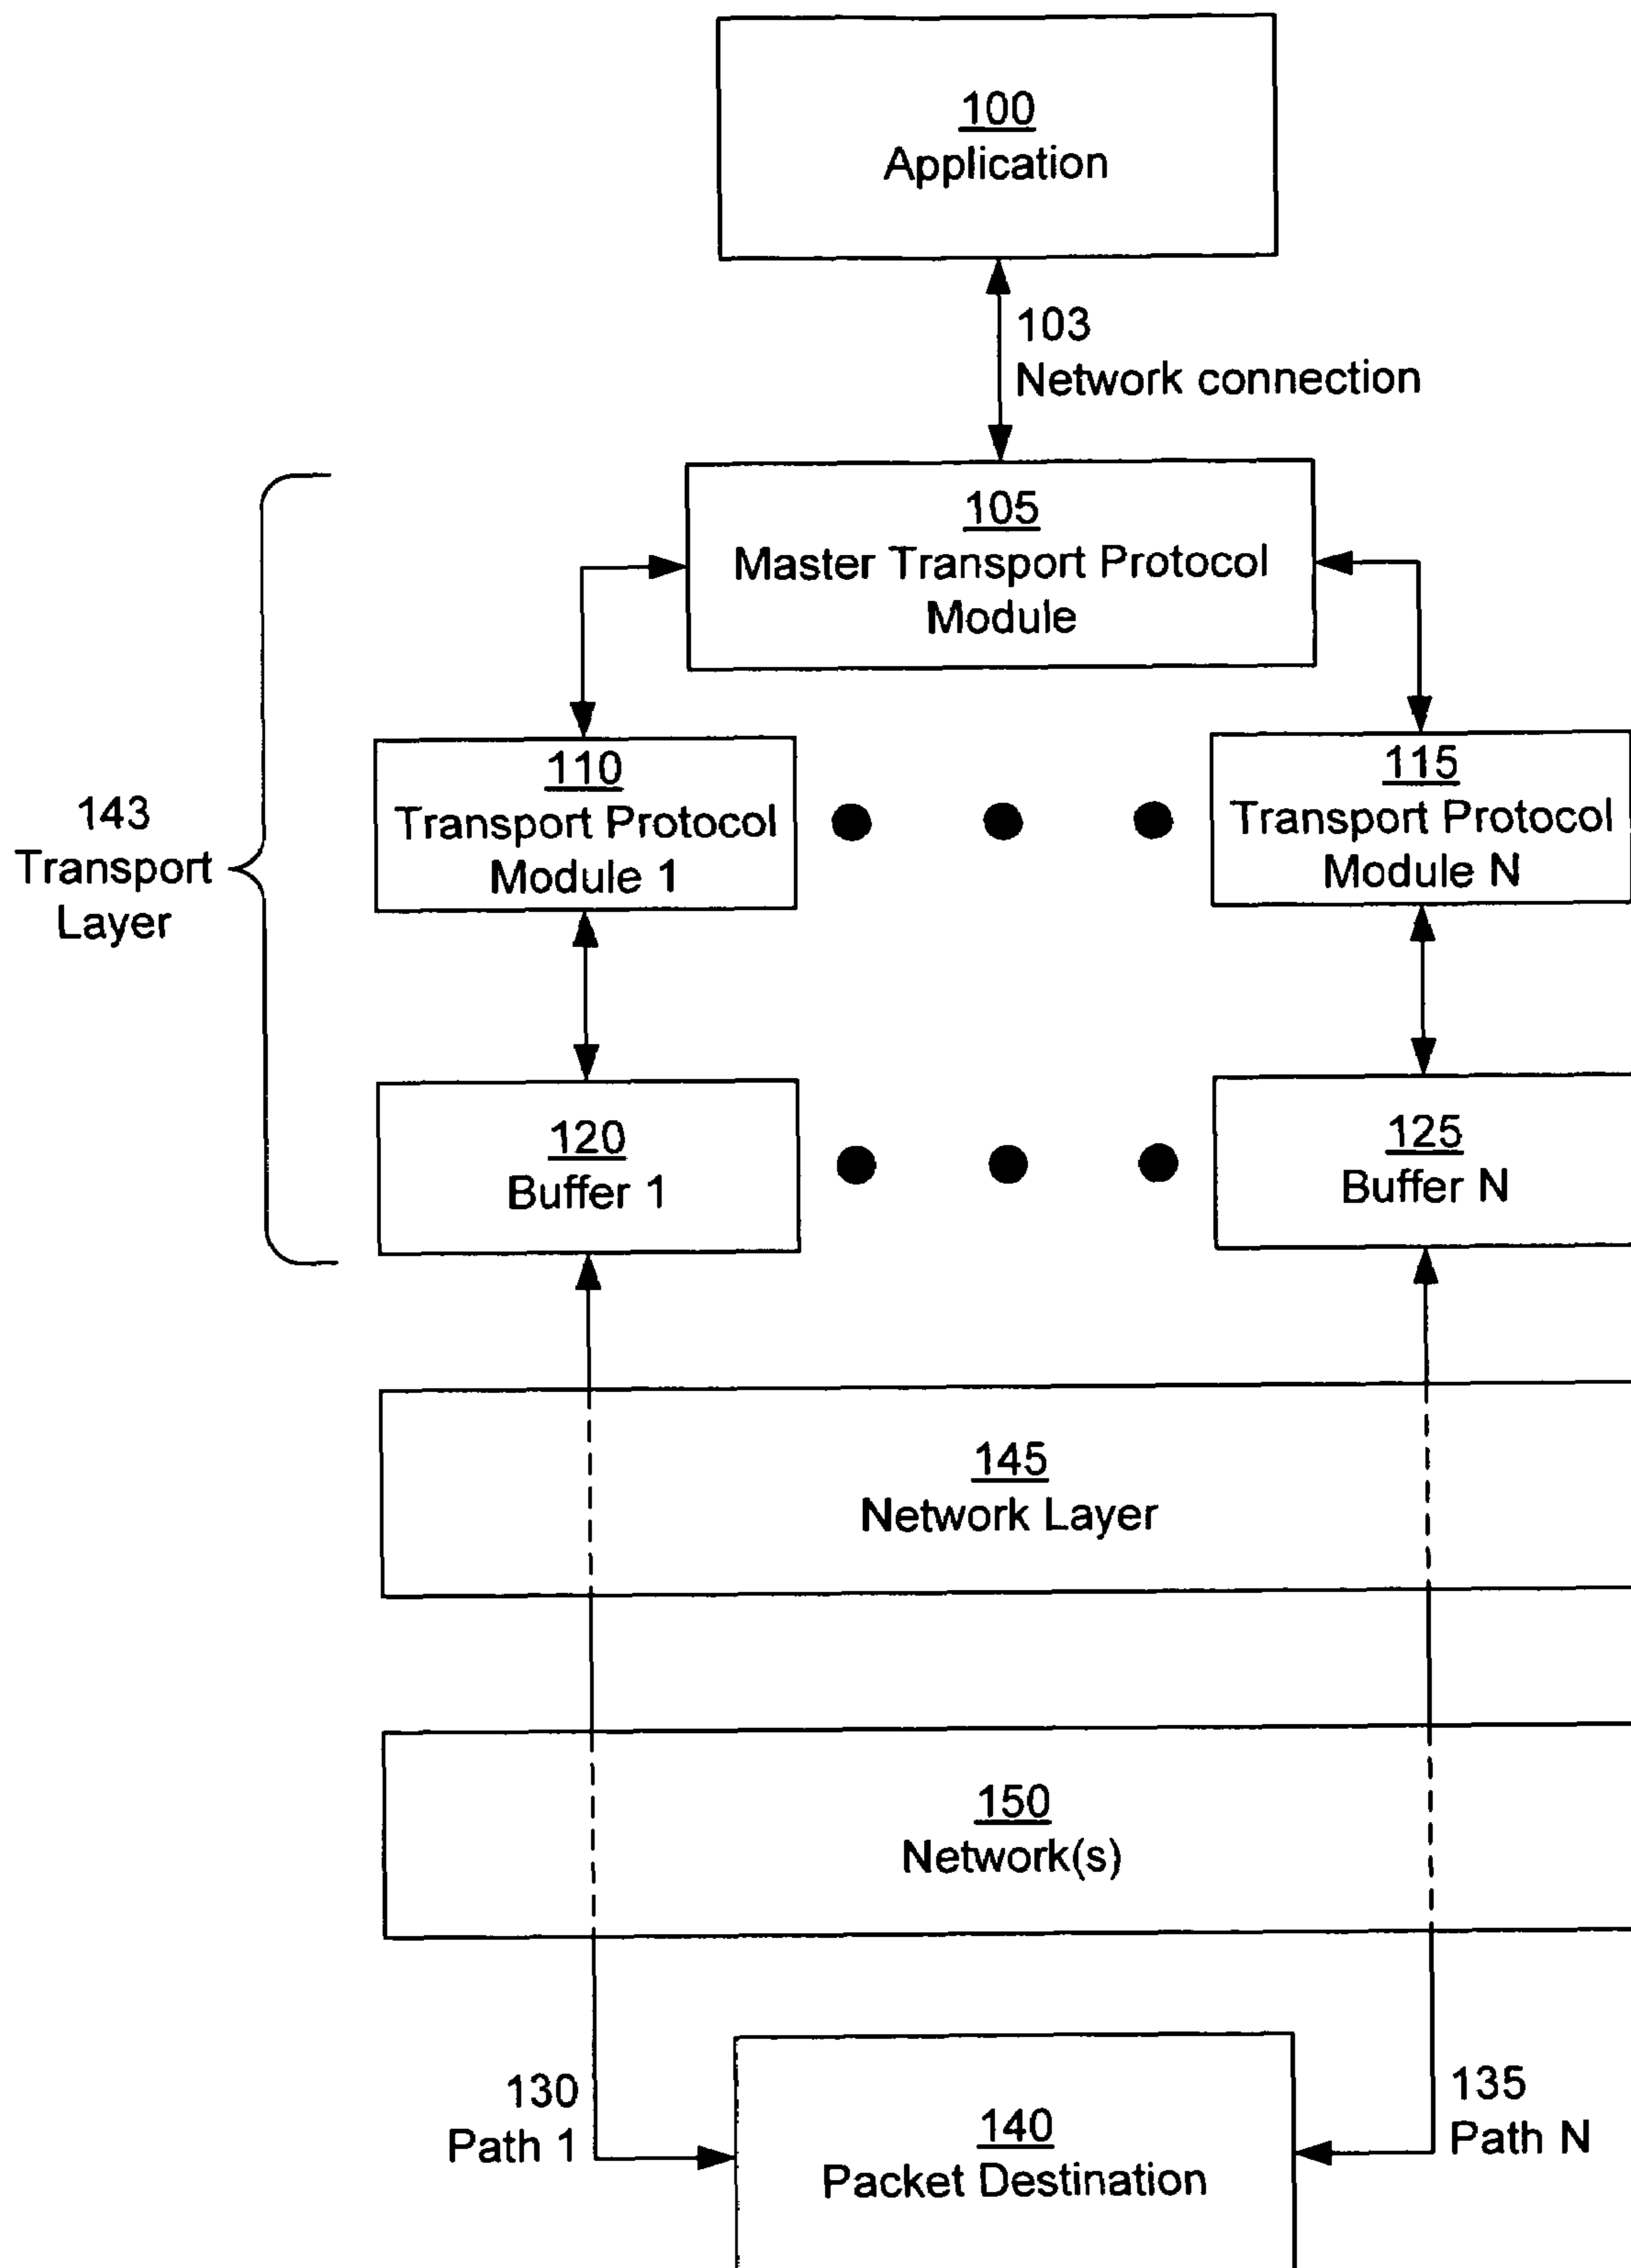 100
Application
103
Network connection
105
Master Transport Protocol
Module
110
Transport Protocol
Module 1
115
Transport Protocol
Module N
143
Transport
Layer
120
Buffer 1
125
Buffer N
145
Network Layer
150
Network(s)
130
Path 1
140
Packet Destination
135
Path N